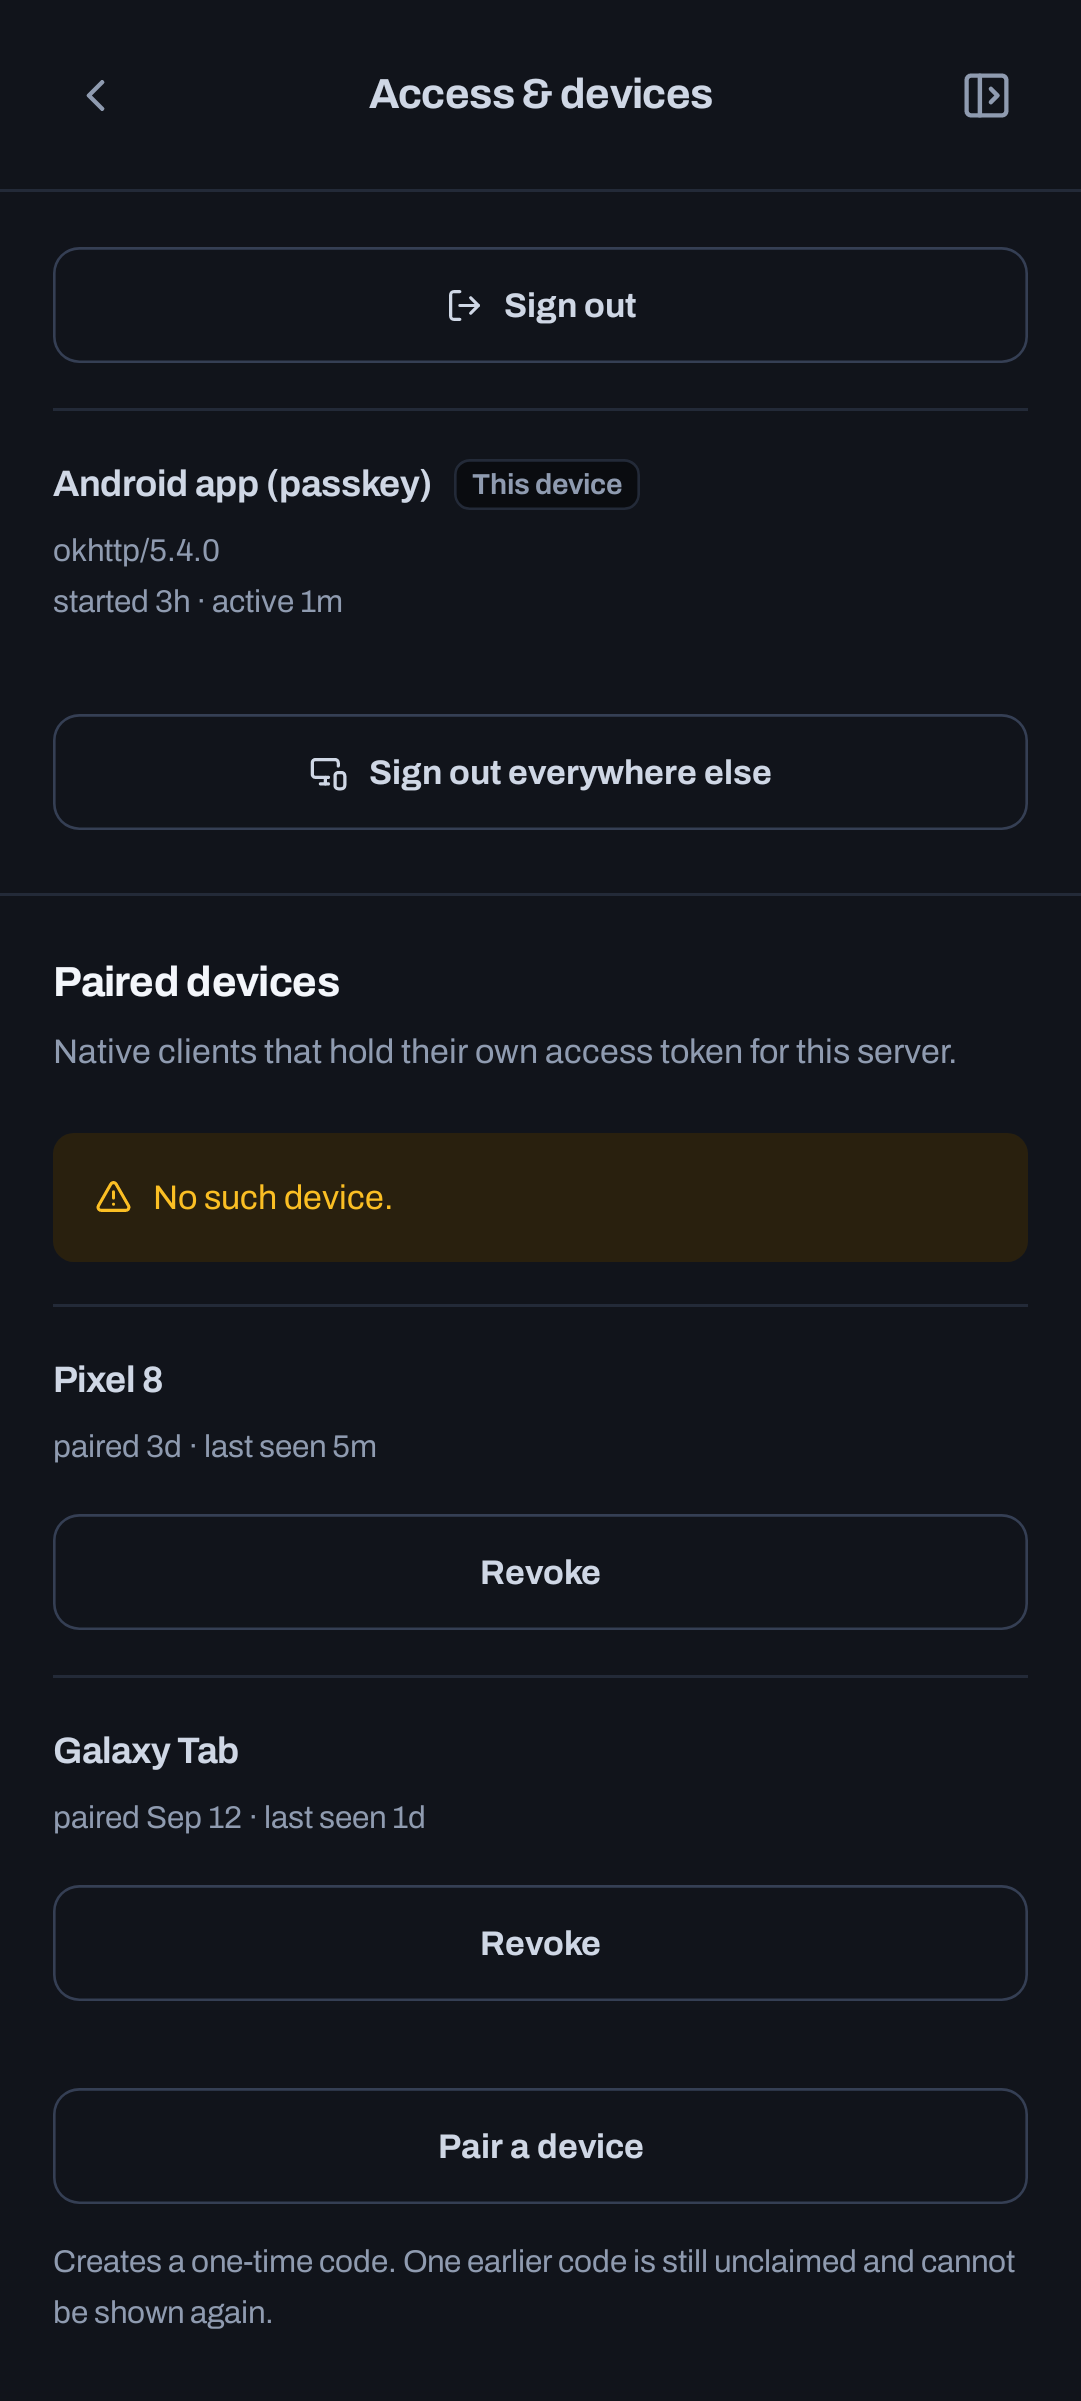 Access & devices
Sign out
Android app (passkey) This device
okhttp/5.4.0
started 3h · active 1m
Sign out everywhere else
Paired devices
Native clients that hold their own access token for this server.
No such device.
Pixel 8
paired 3d · last seen 5m
Revoke
Galaxy Tab
paired Sep 12 · last seen 1d
Revoke
Pair a device
Creates a one-time code. One earlier code is still unclaimed and cannot
be shown again.